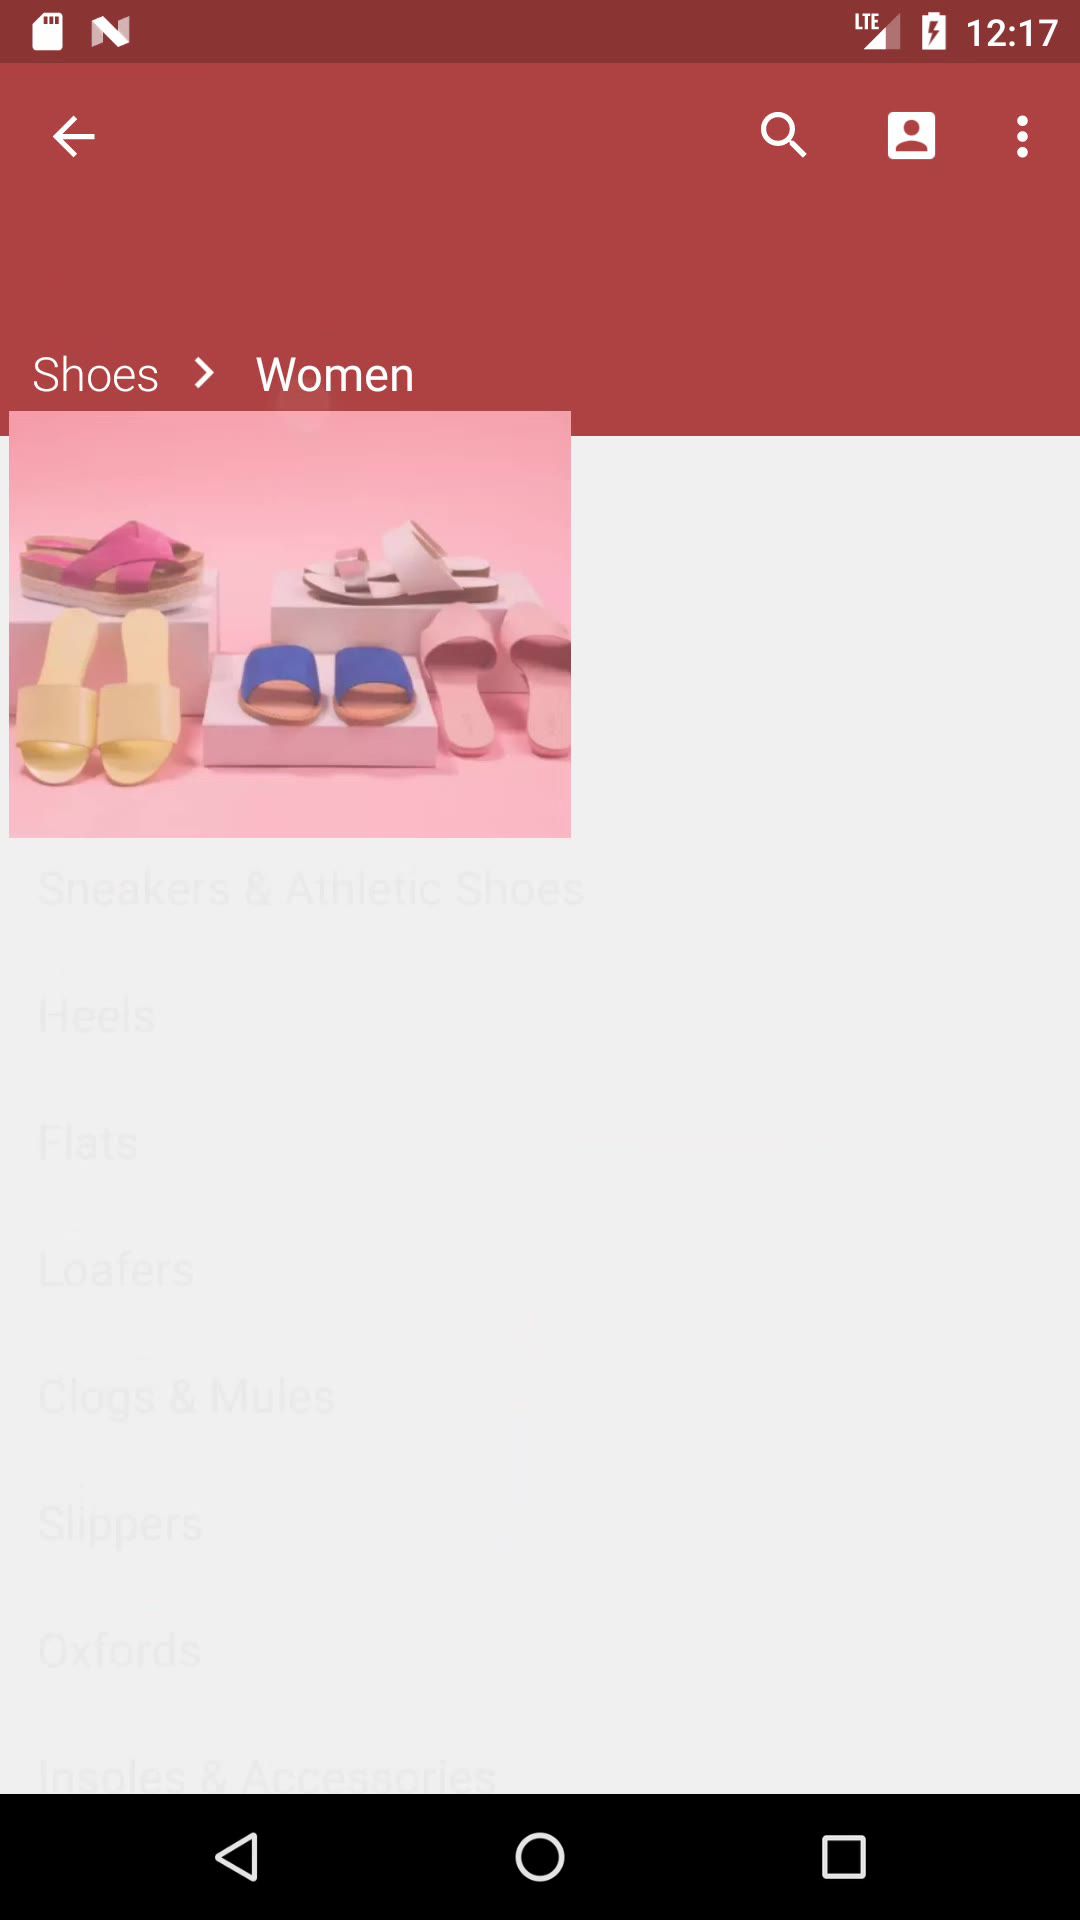 LTE 12:17
Shoes Women
Sneakers & Athletic Shoes
Heels
Flats
Loafers
Clogs & Mules
Slippers
Oxfords
Insoles & Accessories